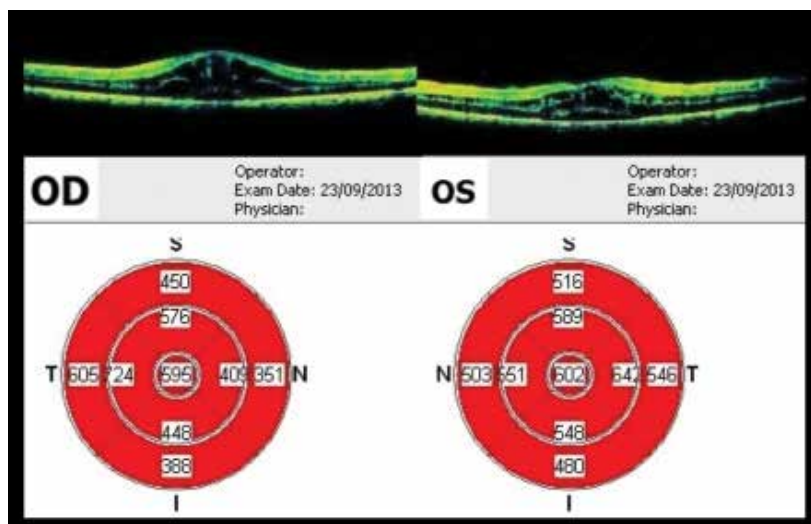 OD
Operator:
Exam Date: 23/09/2013
Physician:
OS
Operator:
Exam Date: 23/09/2013
Physician:
S
450
576
T 605 724 595 409 351 N
448
388
I
S
516
589
N 503 551 602 642 546 T
548
480
I